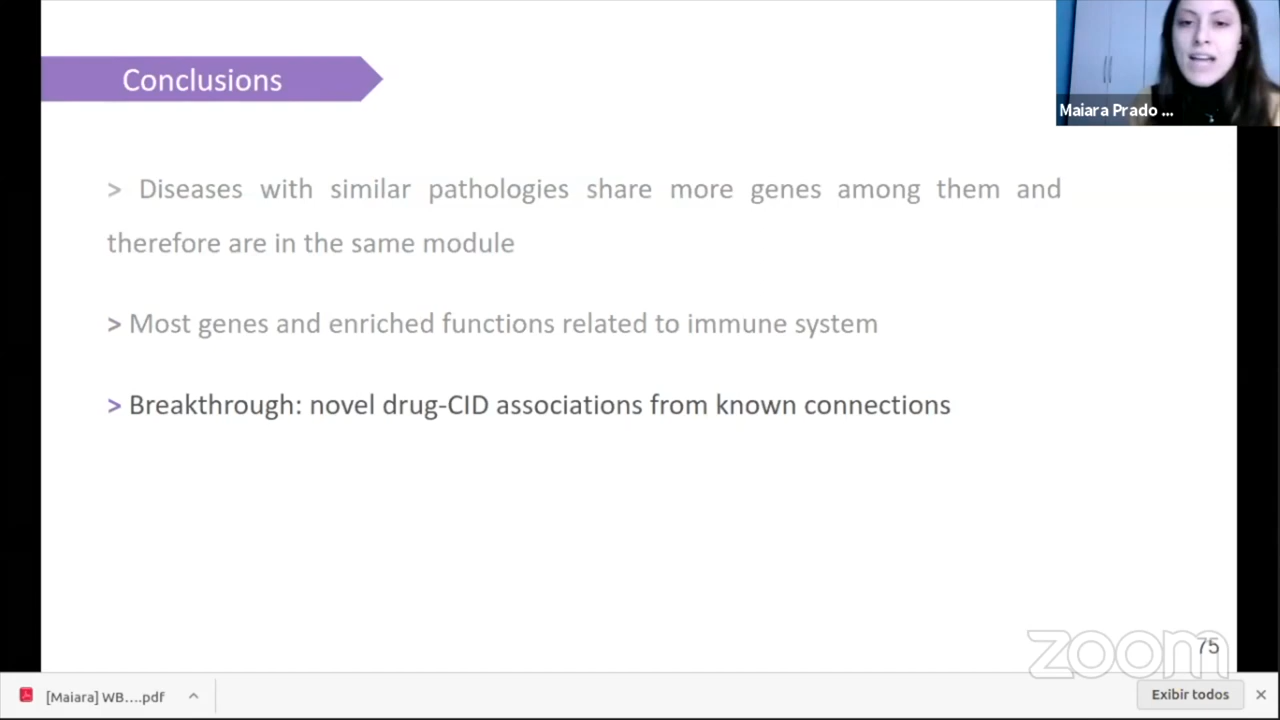 Conclusions
Maiara Prado ...
> Diseases with similar pathologies share more genes among them and
therefore are in the same module
> Most genes and enriched functions related to immune system
> Breakthrough: novel drug-CID associations from known connections
zoom
75
[Maiara] WB....pdf
Exibir todos